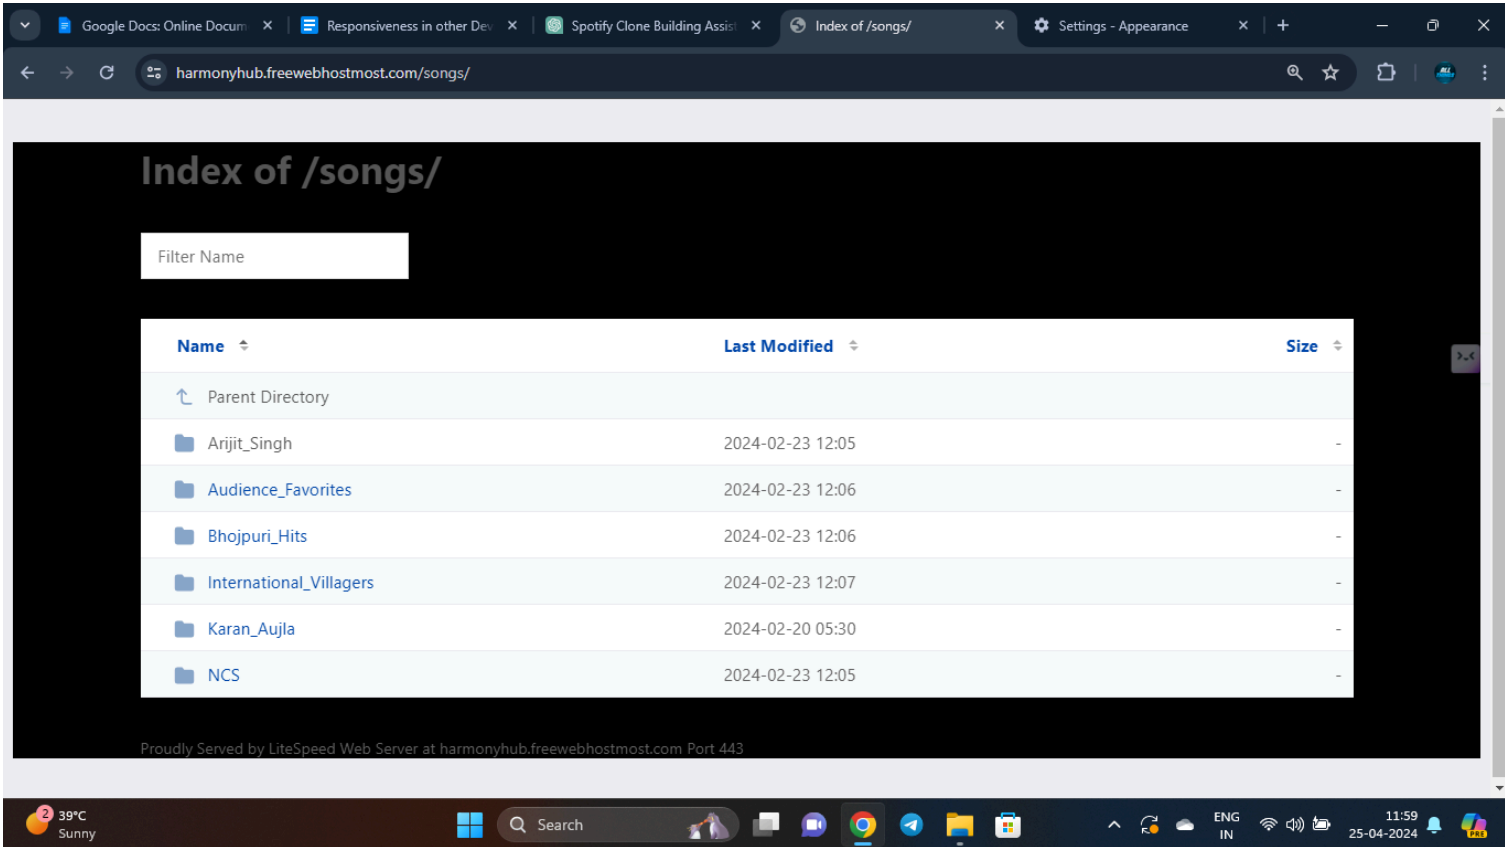 Google Docs: Online Docum
Responsiveness in other Dev
Spotify Clone Building Assist
Index of /songs/
Settings - Appearance
harmonyhub.freewebhostmost.com/songs/
Index of /songs/
Filter Name
Name Last Modified Size
Parent Directory
Arijit_Singh 2024-02-23 12:05 -
Audience_Favorites 2024-02-23 12:06 -
Bhojpuri_Hits 2024-02-23 12:06 -
International_Villagers 2024-02-23 12:07 -
Karan_Aujla 2024-02-20 05:30 -
NCS 2024-02-23 12:05 -
Proudly Served by LiteSpeed Web Server at harmonyhub.freewebhostmost.com Port 443
2
39°C
Sunny
Search
ENG
IN
11:59
25-04-2024
PRE